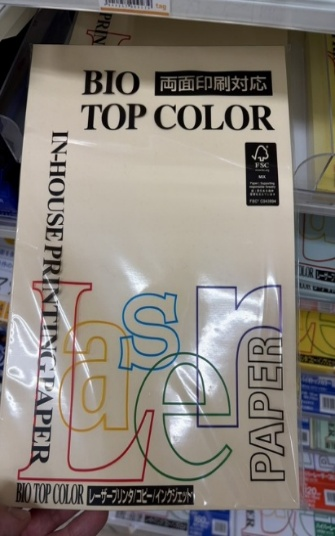 BIO 両面印刷対応
TOP COLOR
FSC
MIX
IN-HOUSE PRINTING PAPER
Laser
PAPER
BIO TOP COLOR レーザープリンタ/コピー/インクジェット